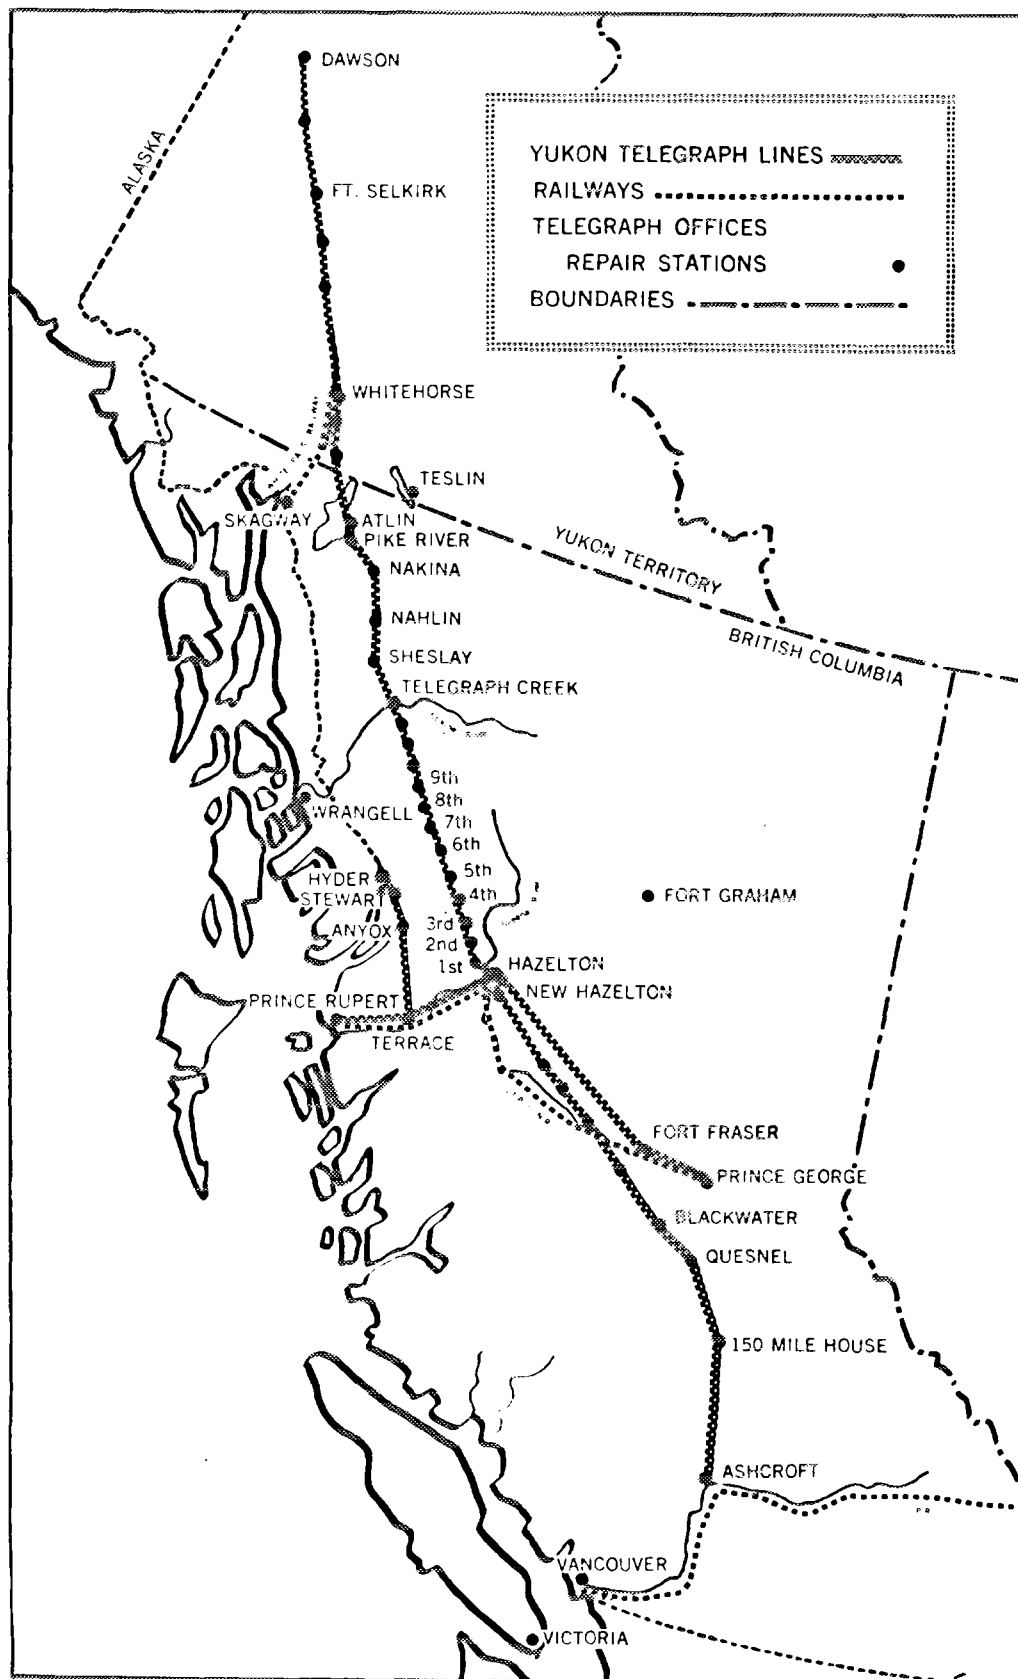 DAWSON
ALASKA
YUKON TELEGRAPH LINES
RAILWAYS
TELEGRAPH OFFICES
REPAIR STATIONS
BOUNDARIES
FT. SELKIRK
WHITEHORSE
TESLIN
SKAGWAY
ATLIN
PIKE RIVER
YUKON TERRITORY
NAKINA
NAHLIN
BRITISH COLUMBIA
SHESLAY
TELEGRAPH CREEK
9th
8th
WRANGELL
7th
6th
5th
HYDER
4th
STEWART
FORT GRAHAM
3rd
ANYOX
2nd
1st
HAZELTON
NEW HAZELTON
PRINCE RUPERT
TERRACE
FORT FRASER
PRINCE GEORGE
BLACKWATER
QUESNEL
150 MILE HOUSE
ASHCROFT
VANCOUVER
VICTORIA